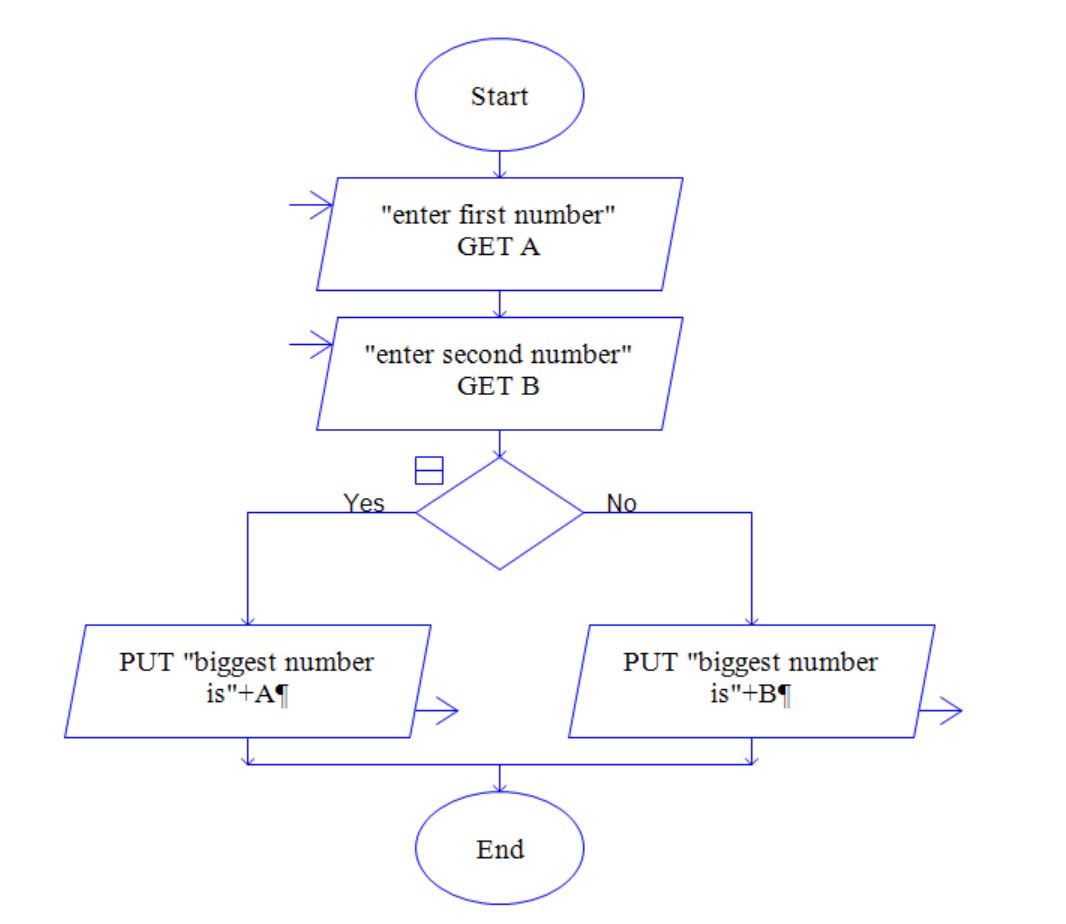 Start
"enter first number"
GET A
"enter second number"
GET B
Yes
No
PUT "biggest number
is"+A¶
PUT "biggest number
is"+B¶
End